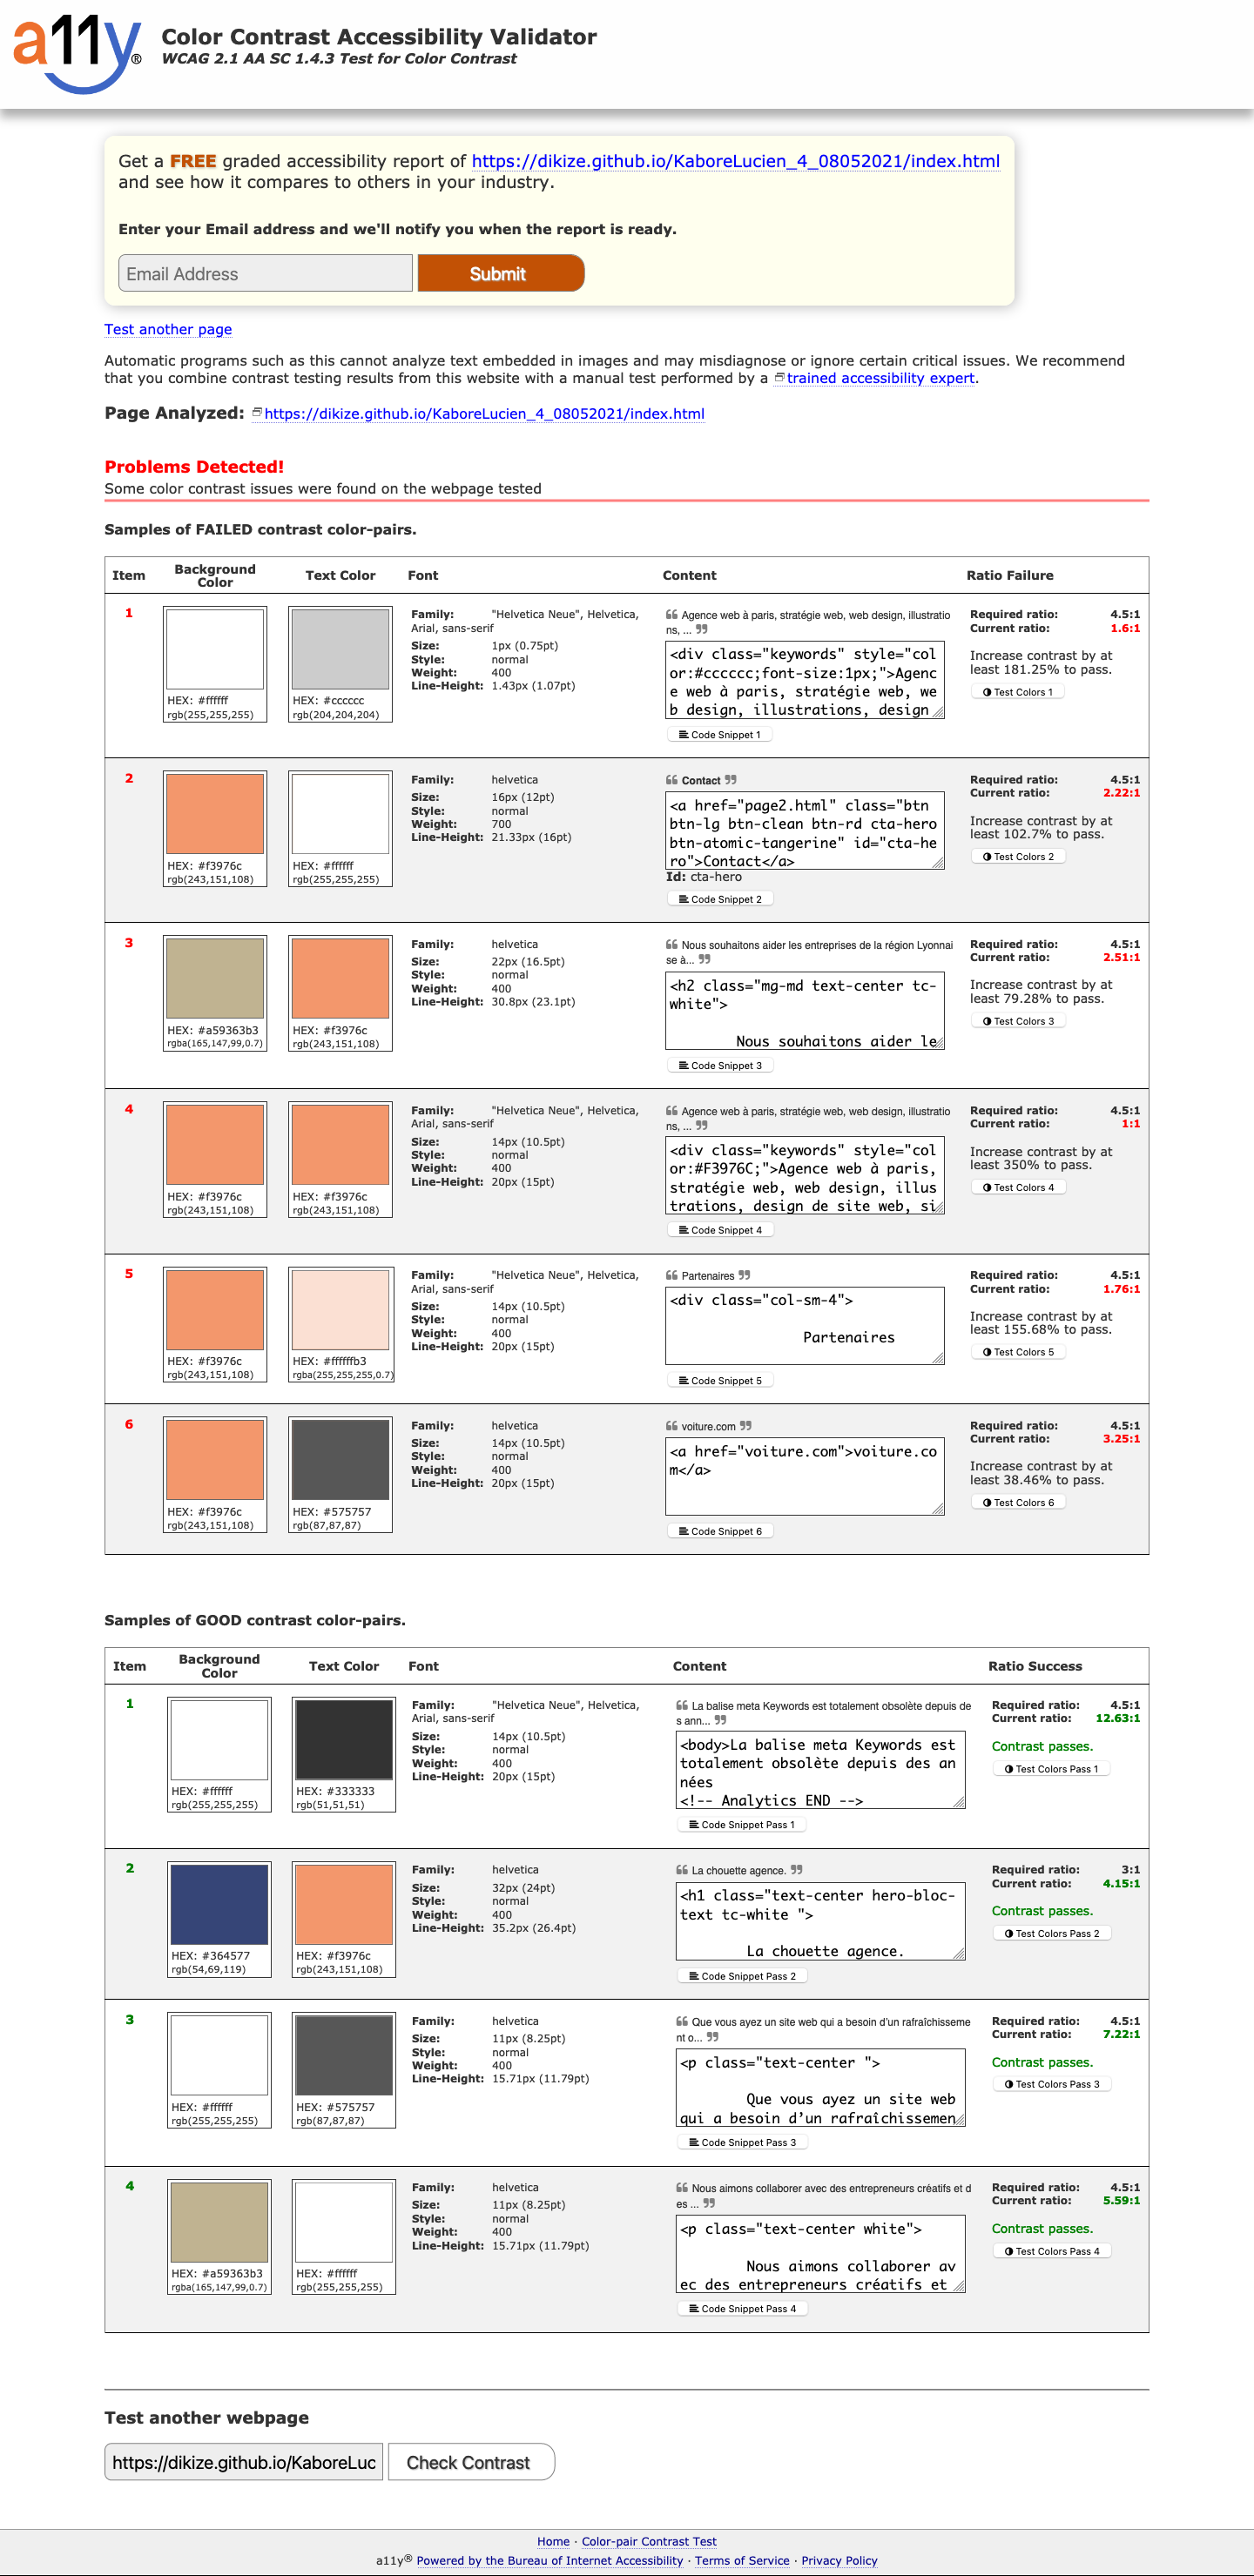 a11y®
Color Contrast Accessibility Validator
WCAG 2.1 AA SC 1.4.3 Test for Color Contrast
Get a FREE graded accessibility report of https://dikize.github.io/KaboreLucien_4_08052021/index.html
and see how it compares to others in your industry.
Enter your Email address and we'll notify you when the report is ready.
Email Address Submit
Test another page
Automatic programs such as this cannot analyze text embedded in images and may misdiagnose or ignore certain critical issues. We recommend
that you combine contrast testing results from this website with a manual test performed by a trained accessibility expert.
Page Analyzed: https://dikize.github.io/KaboreLucien_4_08052021/index.html
Problems Detected!
Some color contrast issues were found on the webpage tested
Samples of FAILED contrast color-pairs.
Item Background Color Text Color Font Content Ratio Failure
1
HEX: #ffffff
rgb(255,255,255)
HEX: #cccccc
rgb(204,204,204)
Family: "Helvetica Neue", Helvetica,
Arial, sans-serif
Size: 1px (0.75pt)
Style: normal
Weight: 400
Line-Height: 1.43px (1.07pt)
Agence web à paris, stratégie web, web design, illustratio
ns, ...
<div class="keywords" style="col
or:#cccccc;font-size:1px;">Agenc
e web à paris, stratégie web, we
b design, illustrations, design
Code Snippet 1
Required ratio: 4.5:1
Current ratio: 1.6:1
Increase contrast by at
least 181.25% to pass.
Test Colors 1
2
HEX: #f3976c
rgb(243,151,108)
HEX: #ffffff
rgb(255,255,255)
Family: helvetica
Size: 16px (12pt)
Style: normal
Weight: 700
Line-Height: 21.33px (16pt)
Contact
<a href="page2.html" class="btn
btn-lg btn-clean btn-rd cta-hero
btn-atomic-tangerine" id="cta-he
ro">Contact</a>
Id: cta-hero
Code Snippet 2
Required ratio: 4.5:1
Current ratio: 2.22:1
Increase contrast by at
least 102.7% to pass.
Test Colors 2
3
HEX: #a59363b3
rgba(165,147,99,0.7)
HEX: #f3976c
rgb(243,151,108)
Family: helvetica
Size: 22px (16.5pt)
Style: normal
Weight: 400
Line-Height: 30.8px (23.1pt)
Nous souhaitons aider les entreprises de la région Lyonnai
se à...
<h2 class="mg-md text-center tc-
white">
Nous souhaitons aider le
Code Snippet 3
Required ratio: 4.5:1
Current ratio: 2.51:1
Increase contrast by at
least 79.28% to pass.
Test Colors 3
4
HEX: #f3976c
rgb(243,151,108)
HEX: #f3976c
rgb(243,151,108)
Family: "Helvetica Neue", Helvetica,
Arial, sans-serif
Size: 14px (10.5pt)
Style: normal
Weight: 400
Line-Height: 20px (15pt)
Agence web à paris, stratégie web, web design, illustratio
ns, ...
<div class="keywords" style="col
or:#F3976C;">Agence web à paris,
stratégie web, web design, illus
trations, design de site web, si
Code Snippet 4
Required ratio: 4.5:1
Current ratio: 1:1
Increase contrast by at
least 350% to pass.
Test Colors 4
5
HEX: #f3976c
rgb(243,151,108)
HEX: #ffffffb3
rgba(255,255,255,0.7)
Family: "Helvetica Neue", Helvetica,
Arial, sans-serif
Size: 14px (10.5pt)
Style: normal
Weight: 400
Line-Height: 20px (15pt)
Partenaires
<div class="col-sm-4">
Partenaires
Code Snippet 5
Required ratio: 4.5:1
Current ratio: 1.76:1
Increase contrast by at
least 155.68% to pass.
Test Colors 5
6
HEX: #f3976c
rgb(243,151,108)
HEX: #575757
rgb(87,87,87)
Family: helvetica
Size: 14px (10.5pt)
Style: normal
Weight: 400
Line-Height: 20px (15pt)
voiture.com
<a href="voiture.com">voiture.co
m</a>
Code Snippet 6
Required ratio: 4.5:1
Current ratio: 3.25:1
Increase contrast by at
least 38.46% to pass.
Test Colors 6
Samples of GOOD contrast color-pairs.
Item Background Color Text Color Font Content Ratio Success
1
HEX: #ffffff
rgb(255,255,255)
HEX: #333333
rgb(51,51,51)
Family: "Helvetica Neue", Helvetica,
Arial, sans-serif
Size: 14px (10.5pt)
Style: normal
Weight: 400
Line-Height: 20px (15pt)
La balise meta Keywords est totalement obsolète depuis de
s ann...
<body>La balise meta Keywords est
totalement obsolète depuis des an
nées
<!-- Analytics END -->
Code Snippet Pass 1
Required ratio: 4.5:1
Current ratio: 12.63:1
Contrast passes.
Test Colors Pass 1
2
HEX: #364577
rgb(54,69,119)
HEX: #f3976c
rgb(243,151,108)
Family: helvetica
Size: 32px (24pt)
Style: normal
Weight: 400
Line-Height: 35.2px (26.4pt)
La chouette agence.
<h1 class="text-center hero-bloc-
text tc-white ">
La chouette agence.
Code Snippet Pass 2
Required ratio: 3:1
Current ratio: 4.15:1
Contrast passes.
Test Colors Pass 2
3
HEX: #ffffff
rgb(255,255,255)
HEX: #575757
rgb(87,87,87)
Family: helvetica
Size: 11px (8.25pt)
Style: normal
Weight: 400
Line-Height: 15.71px (11.79pt)
Que vous ayez un site web qui a besoin d’un rafraîchisseme
nt o...
<p class="text-center ">
Que vous ayez un site web
qui a besoin d’un rafraîchissemen
Code Snippet Pass 3
Required ratio: 4.5:1
Current ratio: 7.22:1
Contrast passes.
Test Colors Pass 3
4
HEX: #a59363b3
rgba(165,147,99,0.7)
HEX: #ffffff
rgb(255,255,255)
Family: helvetica
Size: 11px (8.25pt)
Style: normal
Weight: 400
Line-Height: 15.71px (11.79pt)
Nous aimons collaborer avec des entrepreneurs créatifs et d
es ...
<p class="text-center white">
Nous aimons collaborer av
ec des entrepreneurs créatifs et
Code Snippet Pass 4
Required ratio: 4.5:1
Current ratio: 5.59:1
Contrast passes.
Test Colors Pass 4
Test another webpage
https://dikize.github.io/KaboreLuc Check Contrast
Home · Color-pair Contrast Test
a11y® Powered by the Bureau of Internet Accessibility · Terms of Service · Privacy Policy